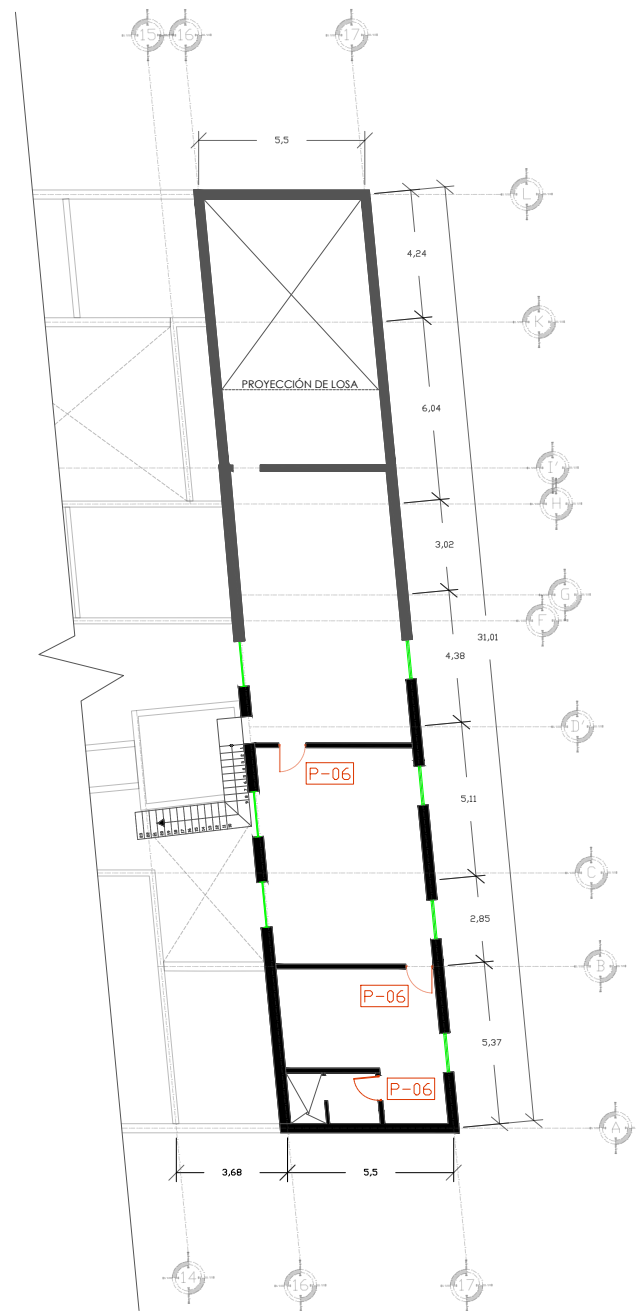 15
16
17
5,5
L
4,24
K
PROYECCIÓN DE LOSA
6,04
I'
H
3,02
G
F
31,01
4,38
D'
P-06
5,11
C
2,85
B
P-06
5,37
P-06
A
3,68
5,5
14
16
17